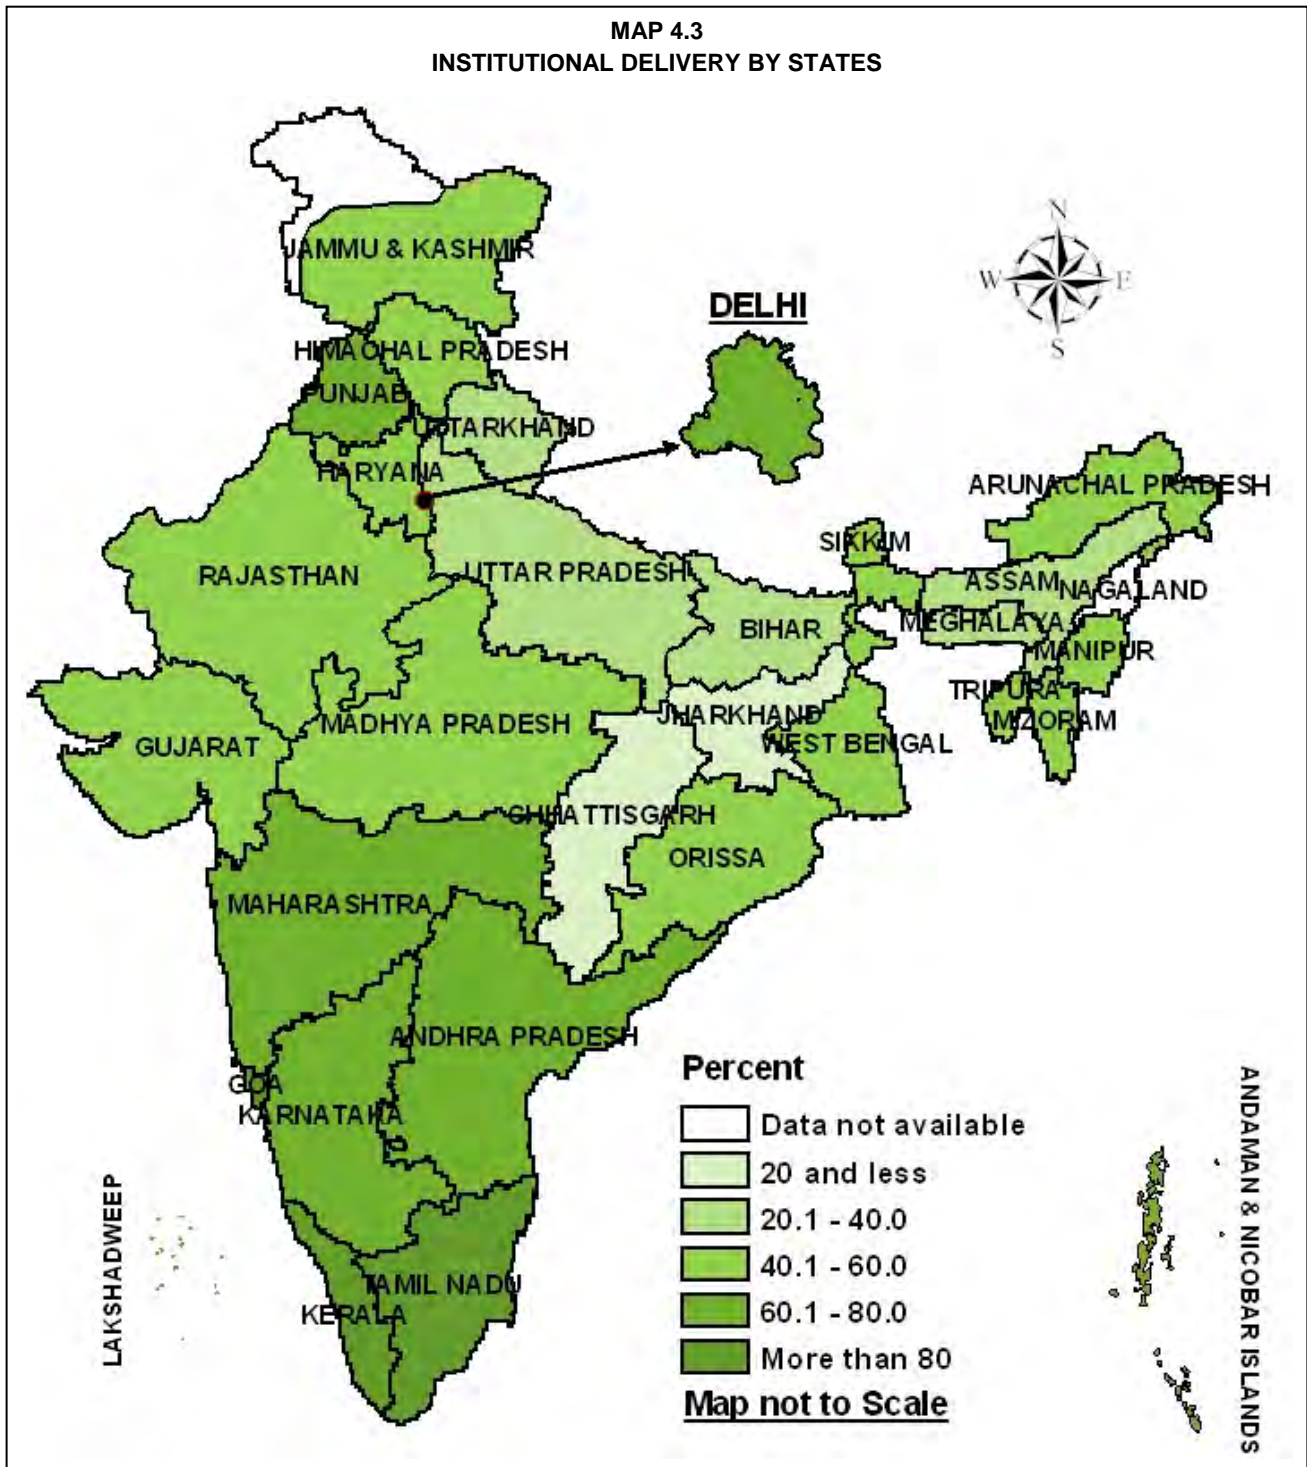 MAP 4.3
INSTITUTIONAL DELIVERY BY STATES
N
W
E
S
JAMMU & KASHMIR
DELHI
HIMACHAL PRADESH
PUNJAB
UTTARKHAND
HARYANA
ARUNACHAL PRADESH
SIKKIM
RAJASTHAN
UTTAR PRADESH
ASSAM
NAGALAND
BIHAR
MEGHALAYA
MANIPUR
TRIPURA
MIZORAM
JHARKHAND
MADHYA PRADESH
GUJARAT
WEST BENGAL
CHHATTISGARH
ORISSA
MAHARASHTRA
ANDHRA PRADESH
GOA
KARNATAKA
TAMIL NADU
KERALA
LAKSHADWEEP
ANDAMAN & NICOBAR ISLANDS
Percent
Data not available
20 and less
20.1 - 40.0
40.1 - 60.0
60.1 - 80.0
More than 80
Map not to Scale